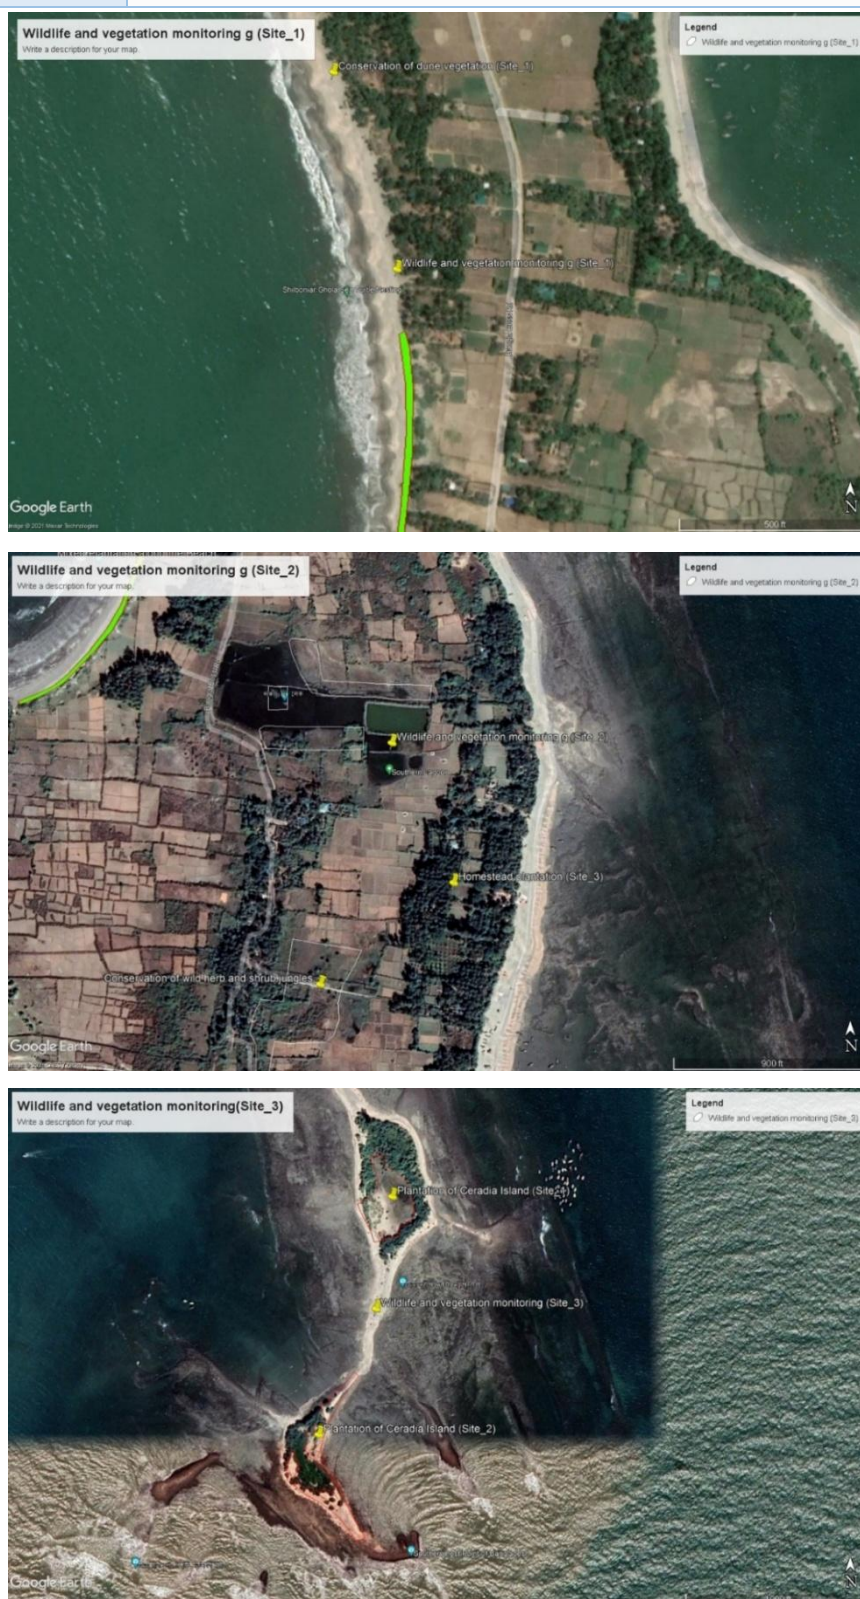 Wildlife and vegetation monitoring g (Site_1)
Write a description for your map.
Legend
Wildlife and vegetation monitoring g (Site_1)
Conservation of dune vegetation (Site_1)
Wildlife and vegetation monitoring g (Site_1)
Google Earth
N
500 ft
Wildlife and vegetation monitoring g (Site_2)
Write a description for your map.
Legend
Wildlife and vegetation monitoring g (Site_2)
Wildlife and vegetation monitoring g (Site_2)
Homestead plantation (Site_3)
Conservation of wild herb and shrub jungles
Google Earth
N
900 ft
Wildlife and vegetation monitoring(Site_3)
Write a description for your map.
Legend
Wildlife and vegetation monitoring (Site_3)
Plantation of Ceradia Island (Site_4)
Wildlife and vegetation monitoring (Site_3)
Plantation of Ceradia Island (Site_2)
Google Earth
N